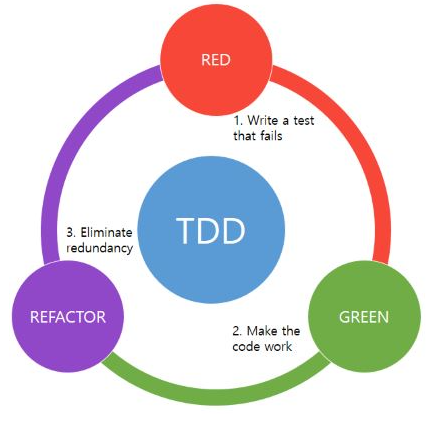 RED
1. Write a test
that fails
TDD
3. Eliminate
redundancy
REFACTOR
GREEN
2. Make the
code work